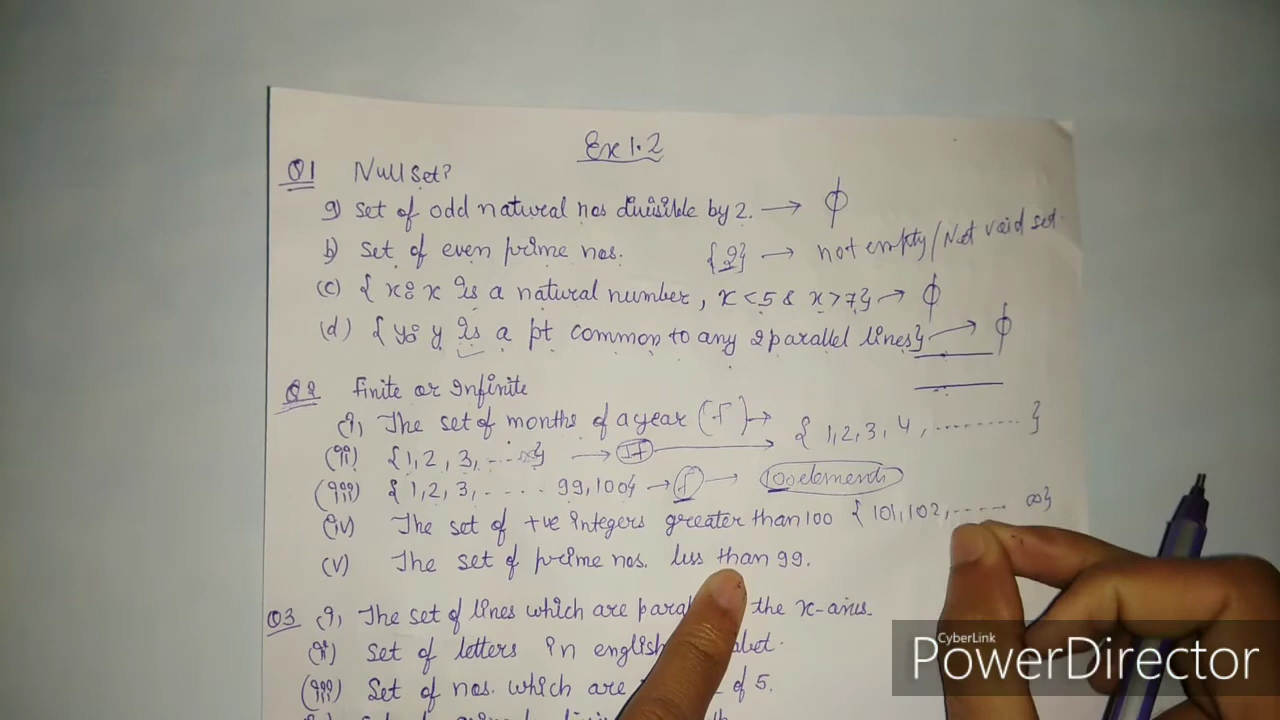 Ex 1.2
Q1 Null Set?
a) Set of odd natural nos divisible by 2. → ϕ
b) Set of even prime nos. {2} → not empty/Not void set.
(c) { x: x is a natural number, x < 5 & x > 7} → ϕ
(d) { y: y is a pt common to any 2 parallel lines} → ϕ
Q2 Finite or Infinite
i, The set of months of a year (f) → { 1, 2, 3, 4, ......... }
(ii) {1, 2, 3, .... ∞} → If
(iii) { 1, 2, 3, ..... 99, 100} → f → 100 elements
(iv) The set of +ve integers greater than 100 { 101, 102, ...... ∞}
(v) The set of prime nos. less than 99.
Q3 i, The set of lines which are the x-axis.
(ii) Set of letters in english
(iii) Set of nos. which are of 5.
CyberLink
PowerDirector